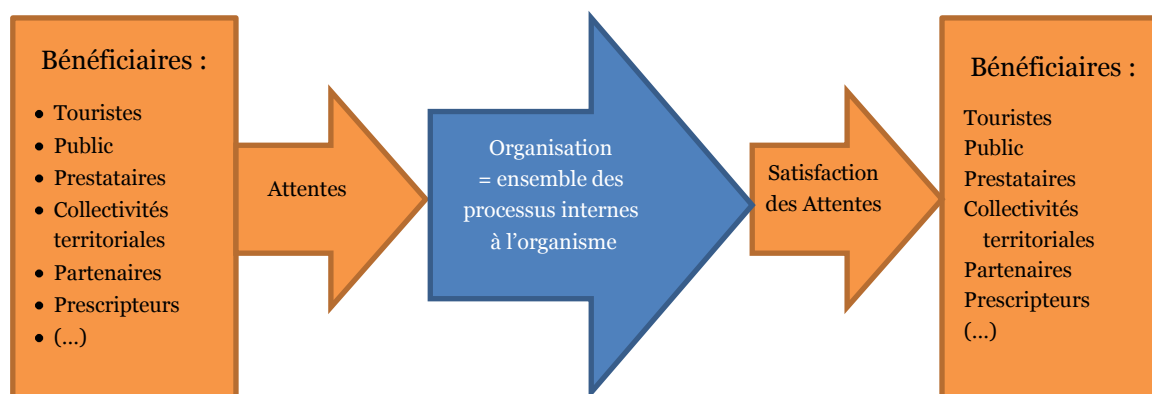 Bénéficiaires :
• Touristes
• Public
• Prestataires
• Collectivités
territoriales
• Partenaires
• Prescripteurs
• (...)
Attentes
Organisation
= ensemble des
processus internes
à l’organisme
Satisfaction
des Attentes
Bénéficiaires :
Touristes
Public
Prestataires
Collectivités
territoriales
Partenaires
Prescripteurs
(...)